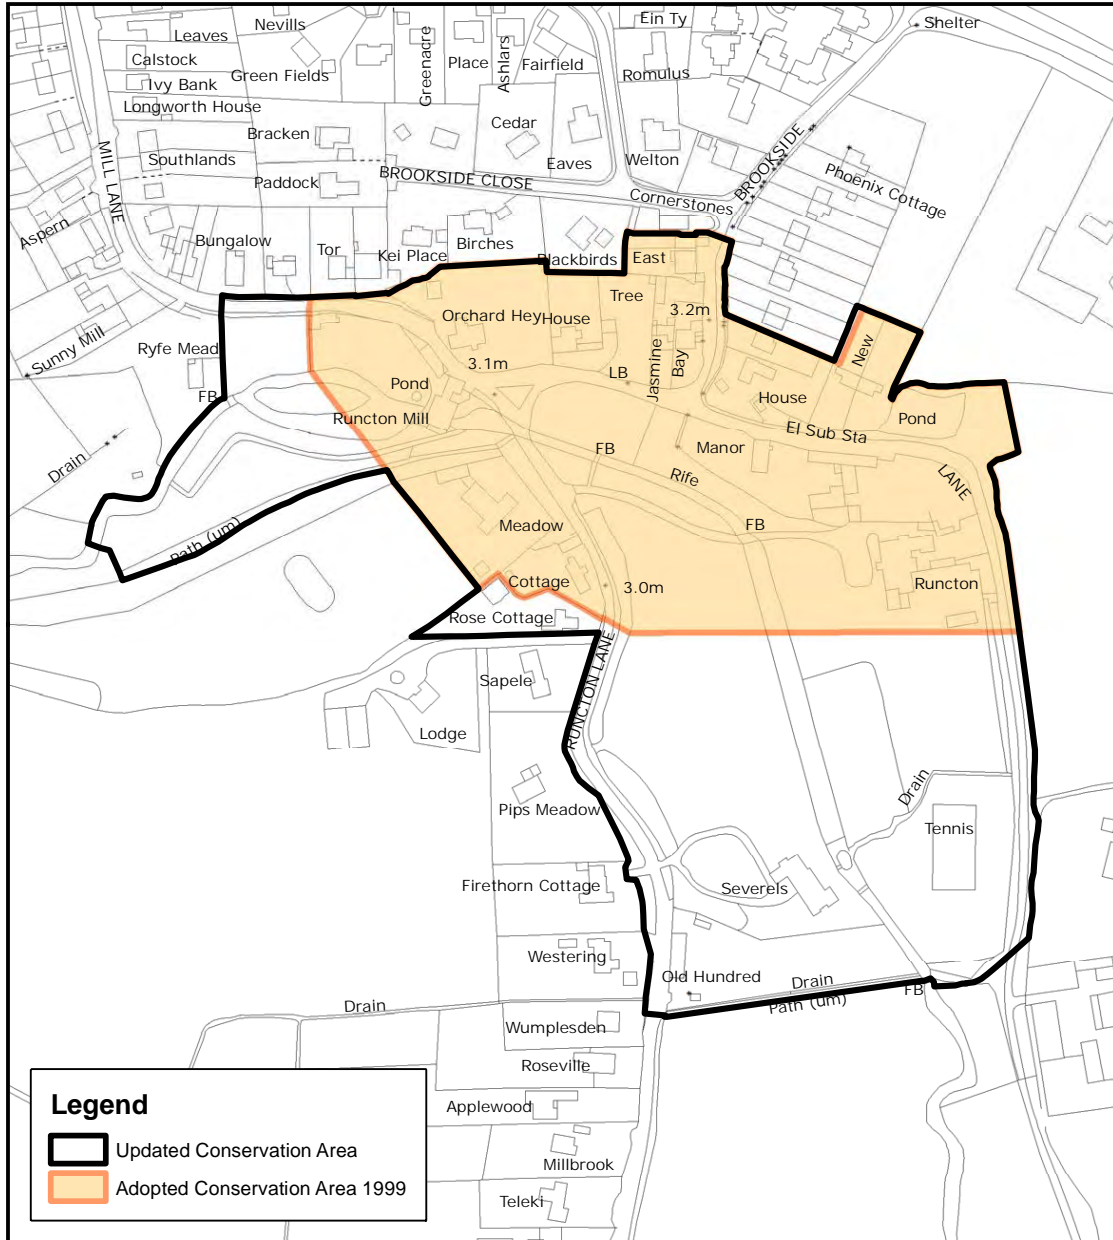 Nevills
Ein Ty
Shelter
Leaves
Calstock
Greenacre
Place
Ashlars
Fairfield
Green Fields
Romulus
Ivy Bank
Longworth House
Cedar
Bracken
BROOKSIDE
MILL LANE
Southlands
Eaves
Welton
Paddock
BROOKSIDE CLOSE
Phoenix Cottage
Cornerstones
Aspern
Bungalow
Tor
Kei Place
Birches
Blackbirds
East
Tree
3.2m
Orchard Hey
House
Sunny Mill
Ryfe Mead
New
Jasmine
Bay
3.1m
LB
FB
Pond
House
Runcton Mill
Pond
El Sub Sta
Drain
FB
Manor
Rife
LANE
Path (um)
Meadow
FB
Cottage
3.0m
Runcton
Rose Cottage
Sapele
RUNCTON LANE
Lodge
Drain
Pips Meadow
Tennis
Firethorn Cottage
Severels
Westering
Old Hundred
Drain
FB
Path (um)
Drain
Wumplesden
Roseville
Applewood
Millbrook
Teleki
Legend
Updated Conservation Area
Adopted Conservation Area 1999